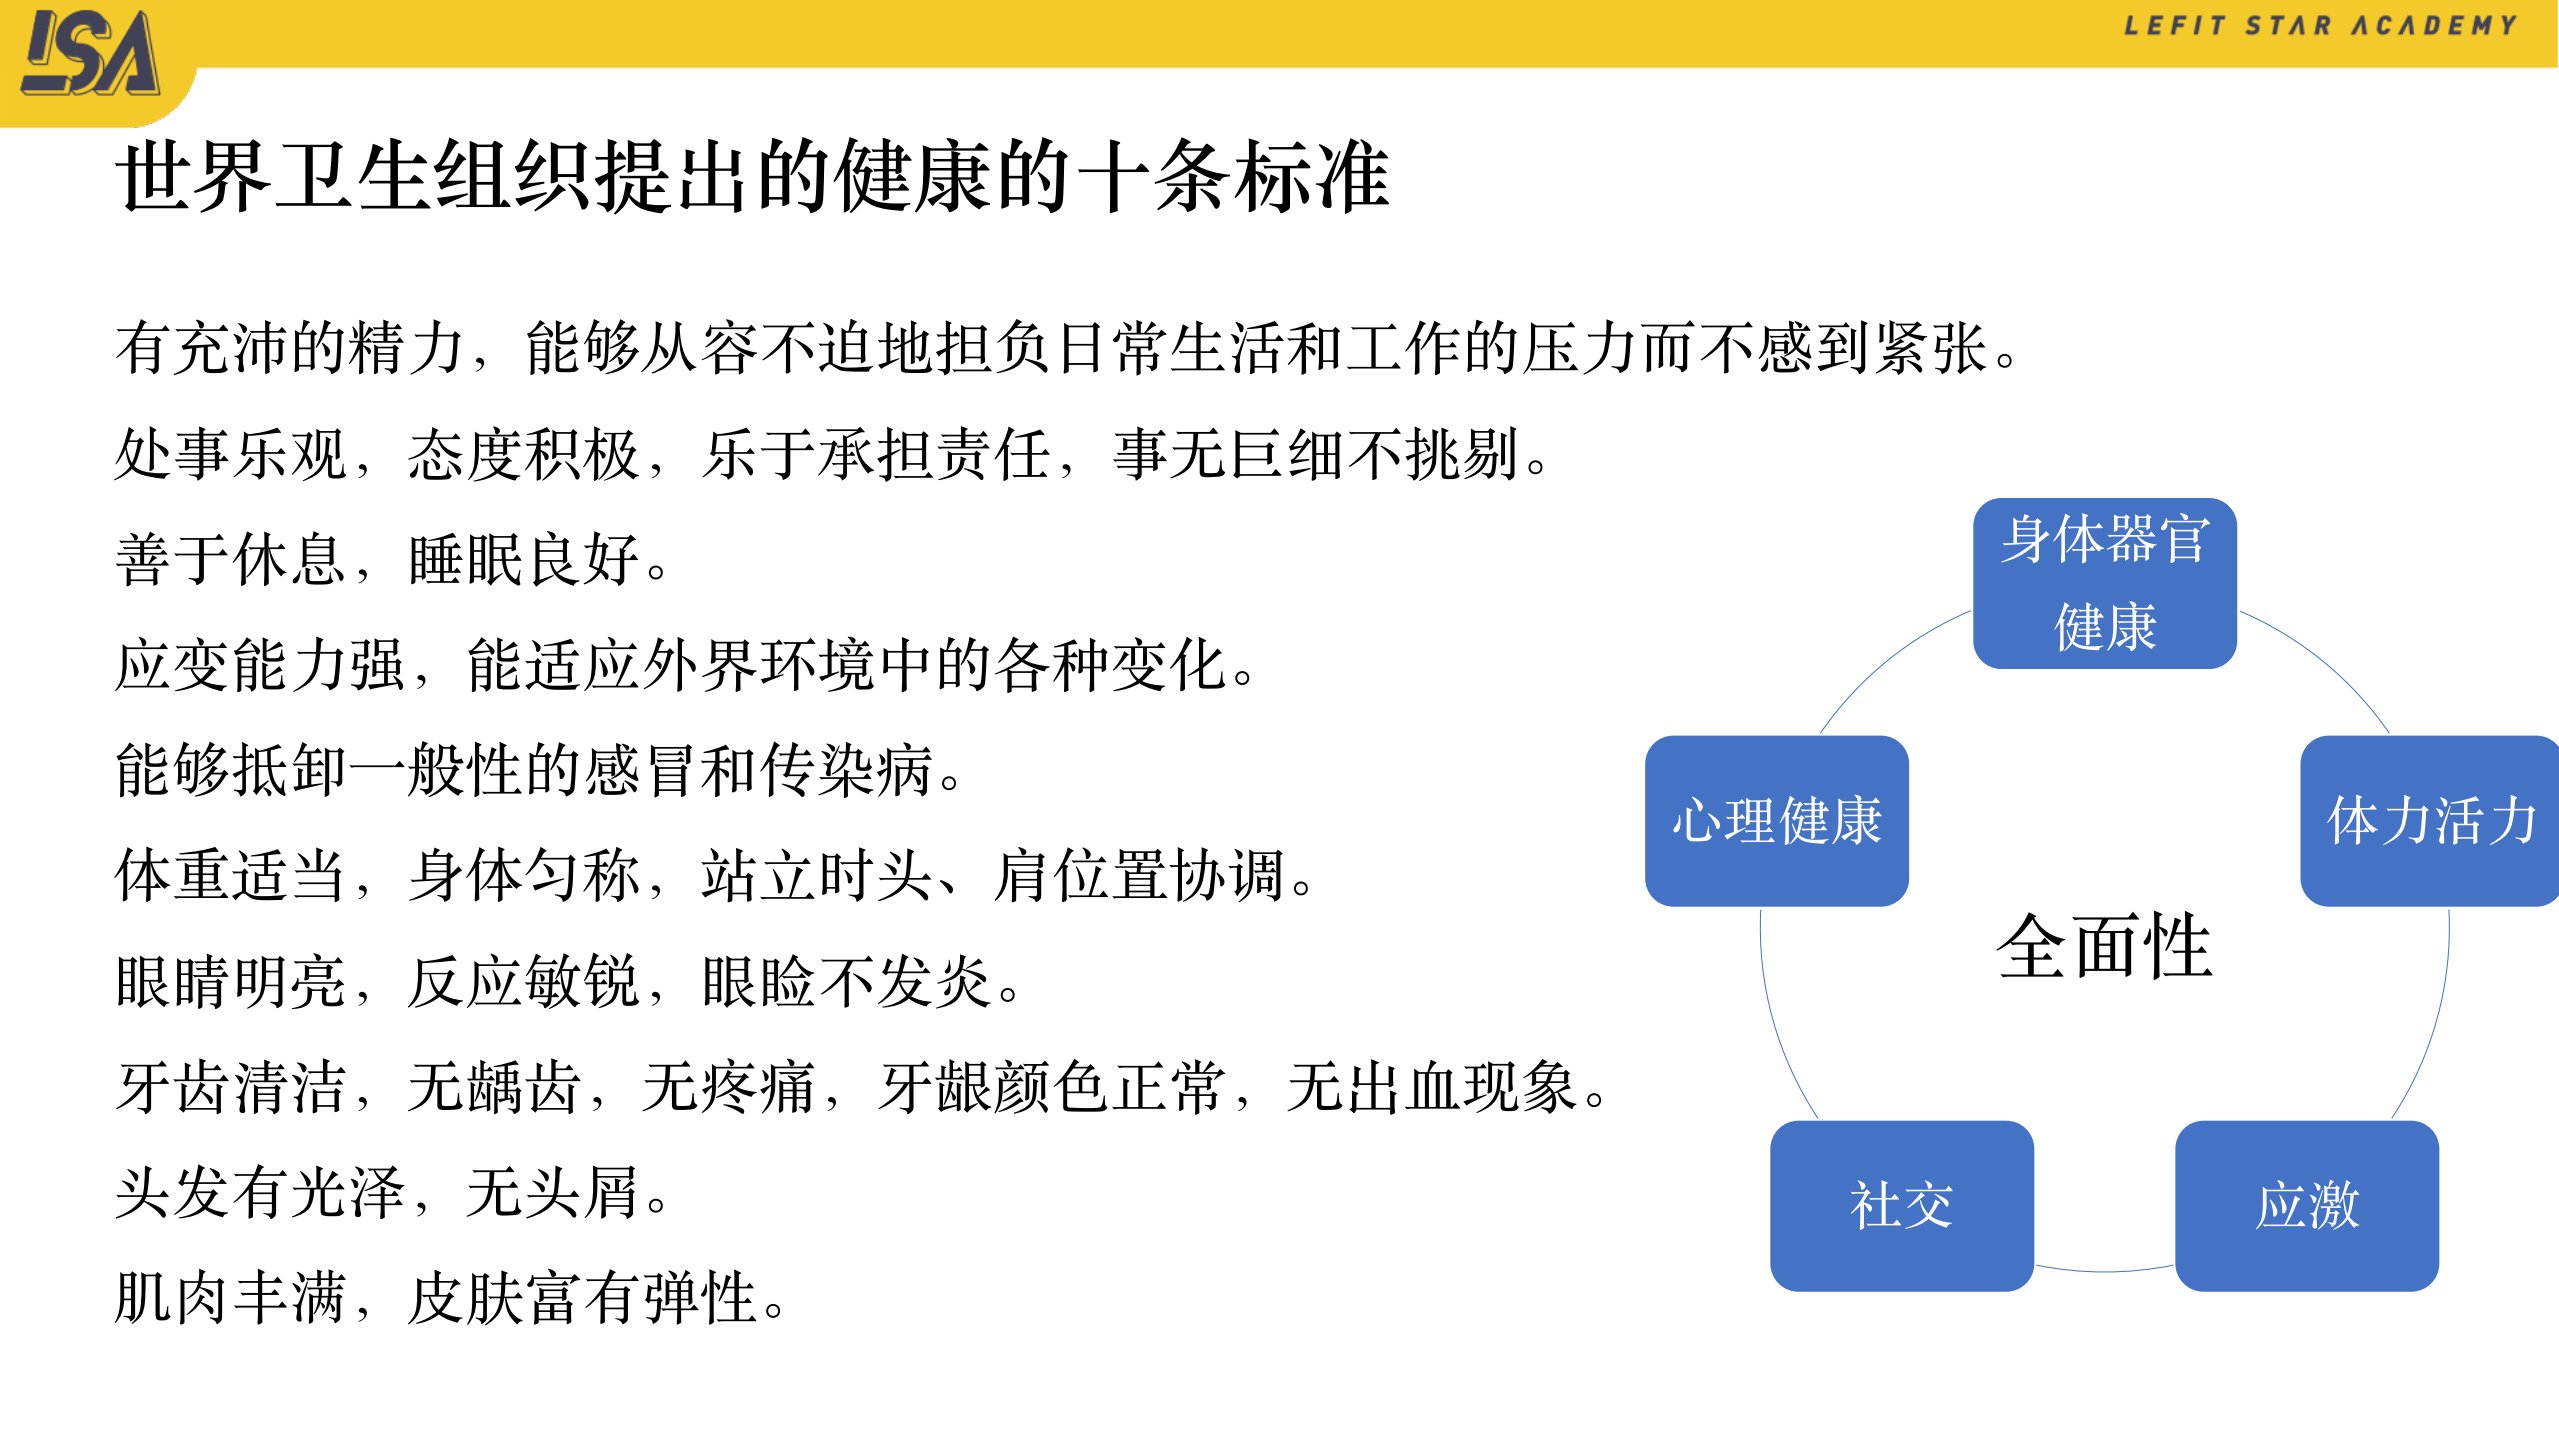 LSA
LEFIT STAR ACADEMY
世界卫生组织提出的健康的十条标准
有充沛的精力，能够从容不迫地担负日常生活和工作的压力而不感到紧张。
处事乐观，态度积极，乐于承担责任，事无巨细不挑剔。
善于休息，睡眠良好。
应变能力强，能适应外界环境中的各种变化。
能够抵卸一般性的感冒和传染病。
体重适当，身体匀称，站立时头、肩位置协调。
眼睛明亮，反应敏锐，眼睑不发炎。
牙齿清洁，无龋齿，无疼痛，牙龈颜色正常，无出血现象。
头发有光泽，无头屑。
肌肉丰满，皮肤富有弹性。
身体器官
健康
心理健康
体力活力
全面性
社交
应激